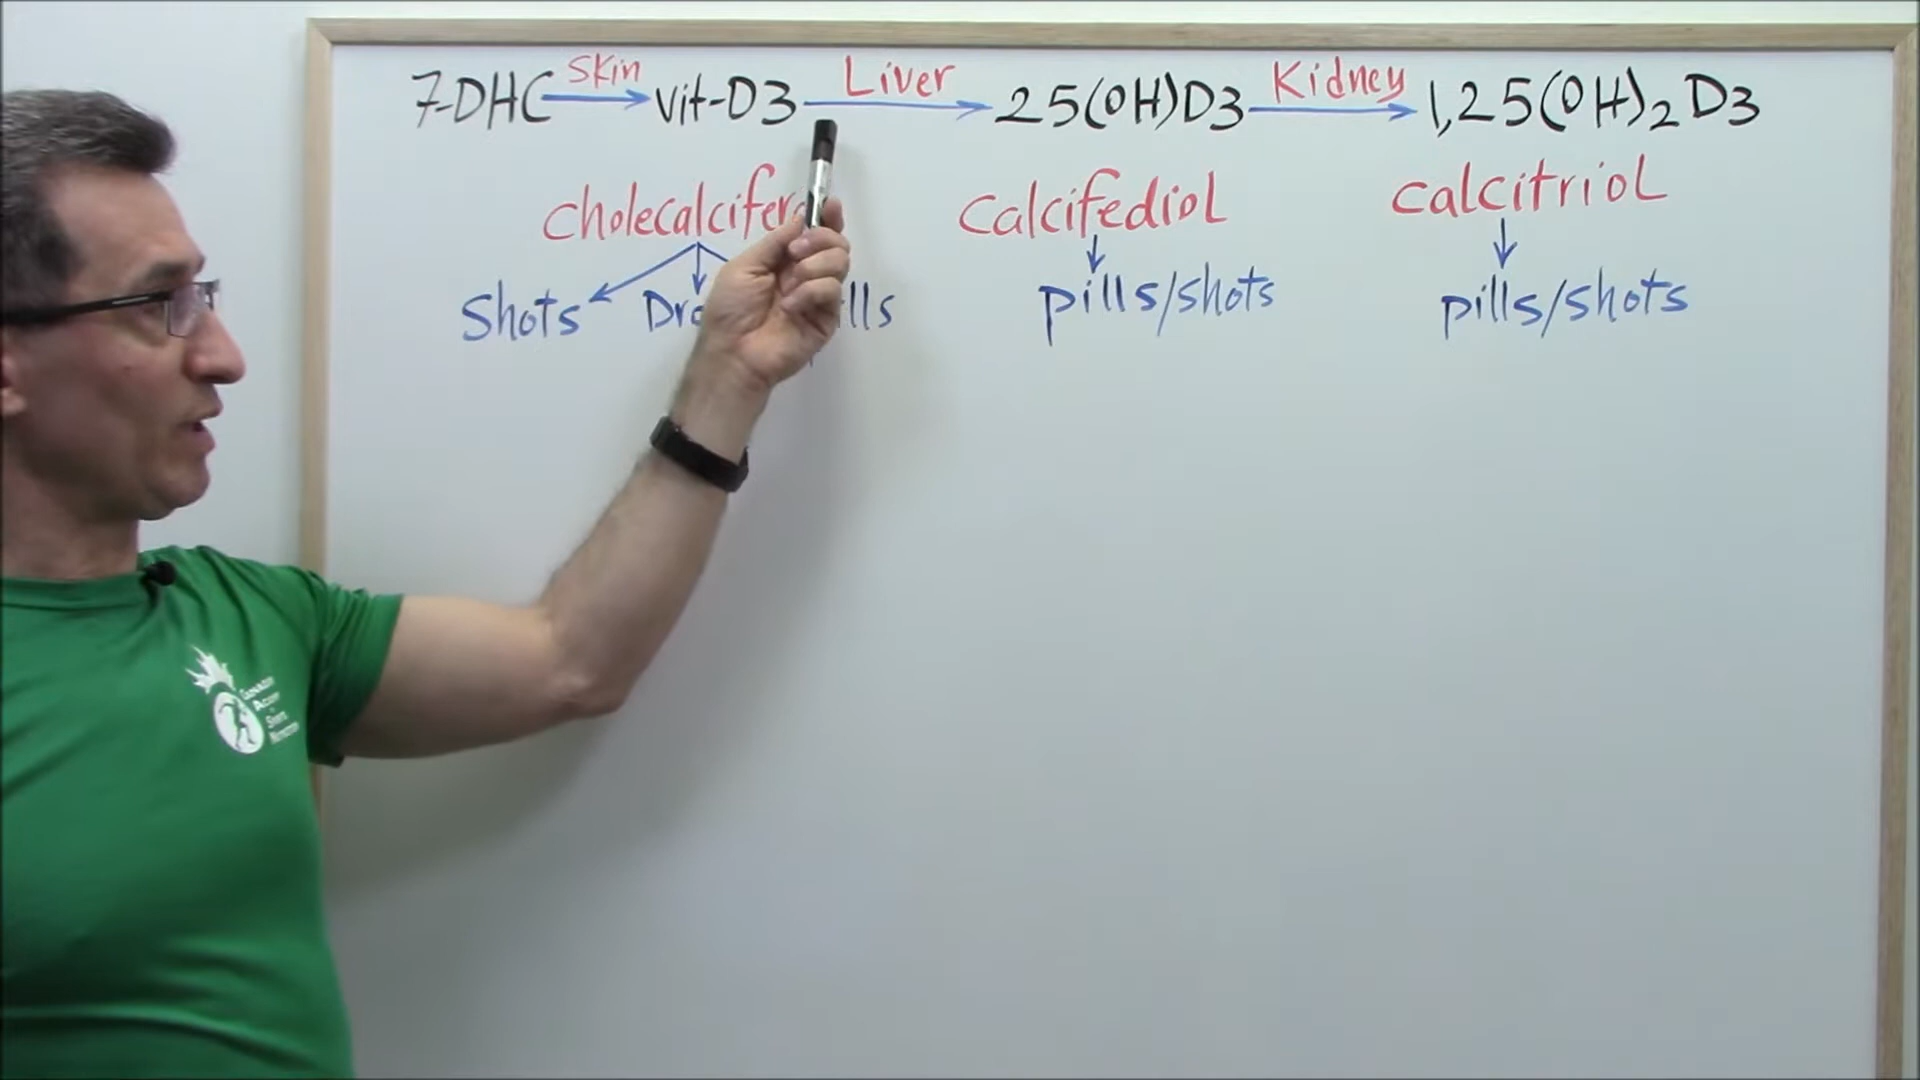 7-DHC Skin vit-D3 Liver 25(OH)D3 Kidney 1,25(OH)₂D3
Calcifediol calcitriol
Shots pills/shots pills/shots